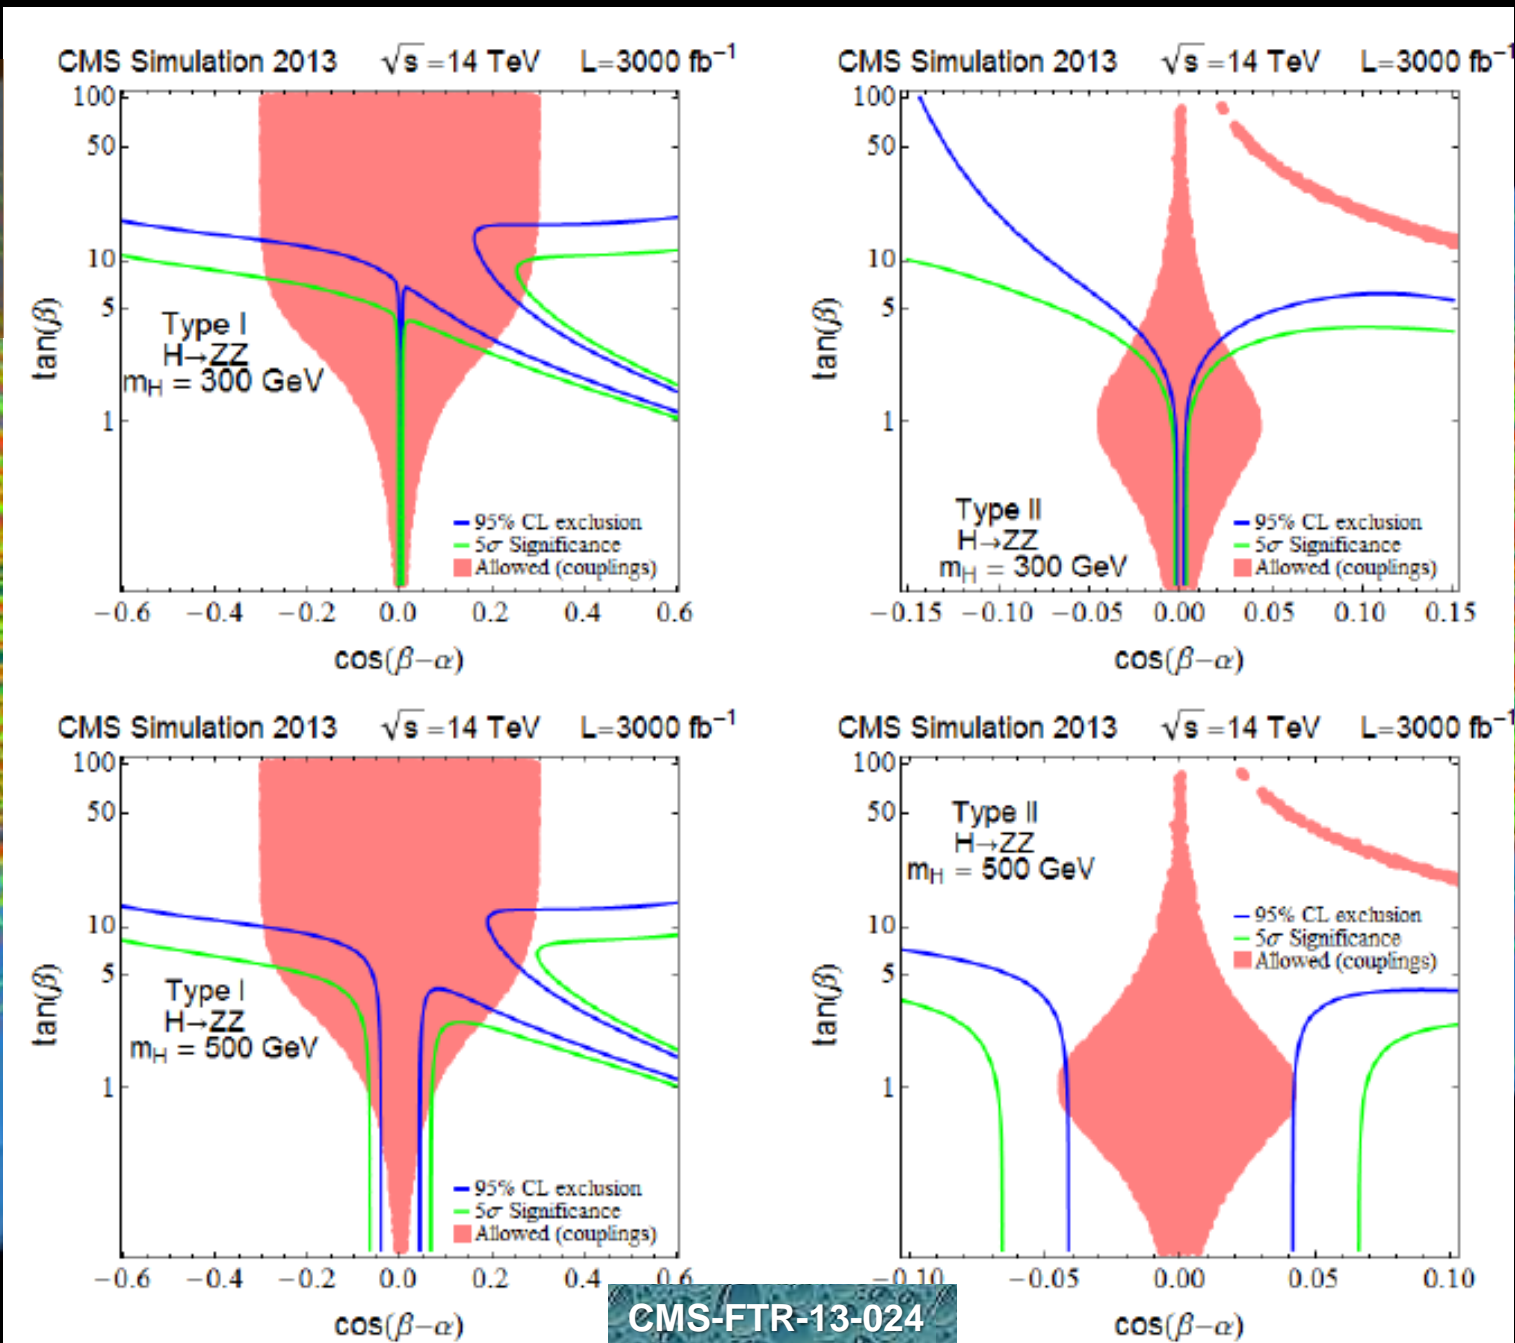 CMS Simulation 2013 √s =14 TeV L=3000 fb⁻¹
100
50
10
5
1
tan(β)
Type I
H→ZZ
mH = 300 GeV
95% CL exclusion
5σ Significance
Allowed (couplings)
−0.6 −0.4 −0.2 0.0 0.2 0.4 0.6
cos(β−α)
CMS Simulation 2013 √s =14 TeV L=3000 fb⁻¹
100
50
10
5
1
tan(β)
Type II
H→ZZ
mH = 300 GeV
95% CL exclusion
5σ Significance
Allowed (couplings)
−0.15 −0.10 −0.05 0.00 0.05 0.10 0.15
cos(β−α)
CMS Simulation 2013 √s =14 TeV L=3000 fb⁻¹
100
50
10
5
1
tan(β)
Type I
H→ZZ
mH = 500 GeV
95% CL exclusion
5σ Significance
Allowed (couplings)
−0.6 −0.4 −0.2 0.0 0.2 0.4 0.6
cos(β−α)
CMS Simulation 2013 √s =14 TeV L=3000 fb⁻¹
100
50
10
5
1
tan(β)
Type II
H→ZZ
mH = 500 GeV
95% CL exclusion
5σ Significance
Allowed (couplings)
−0.10 −0.05 0.00 0.05 0.10
cos(β−α)
CMS-FTR-13-024